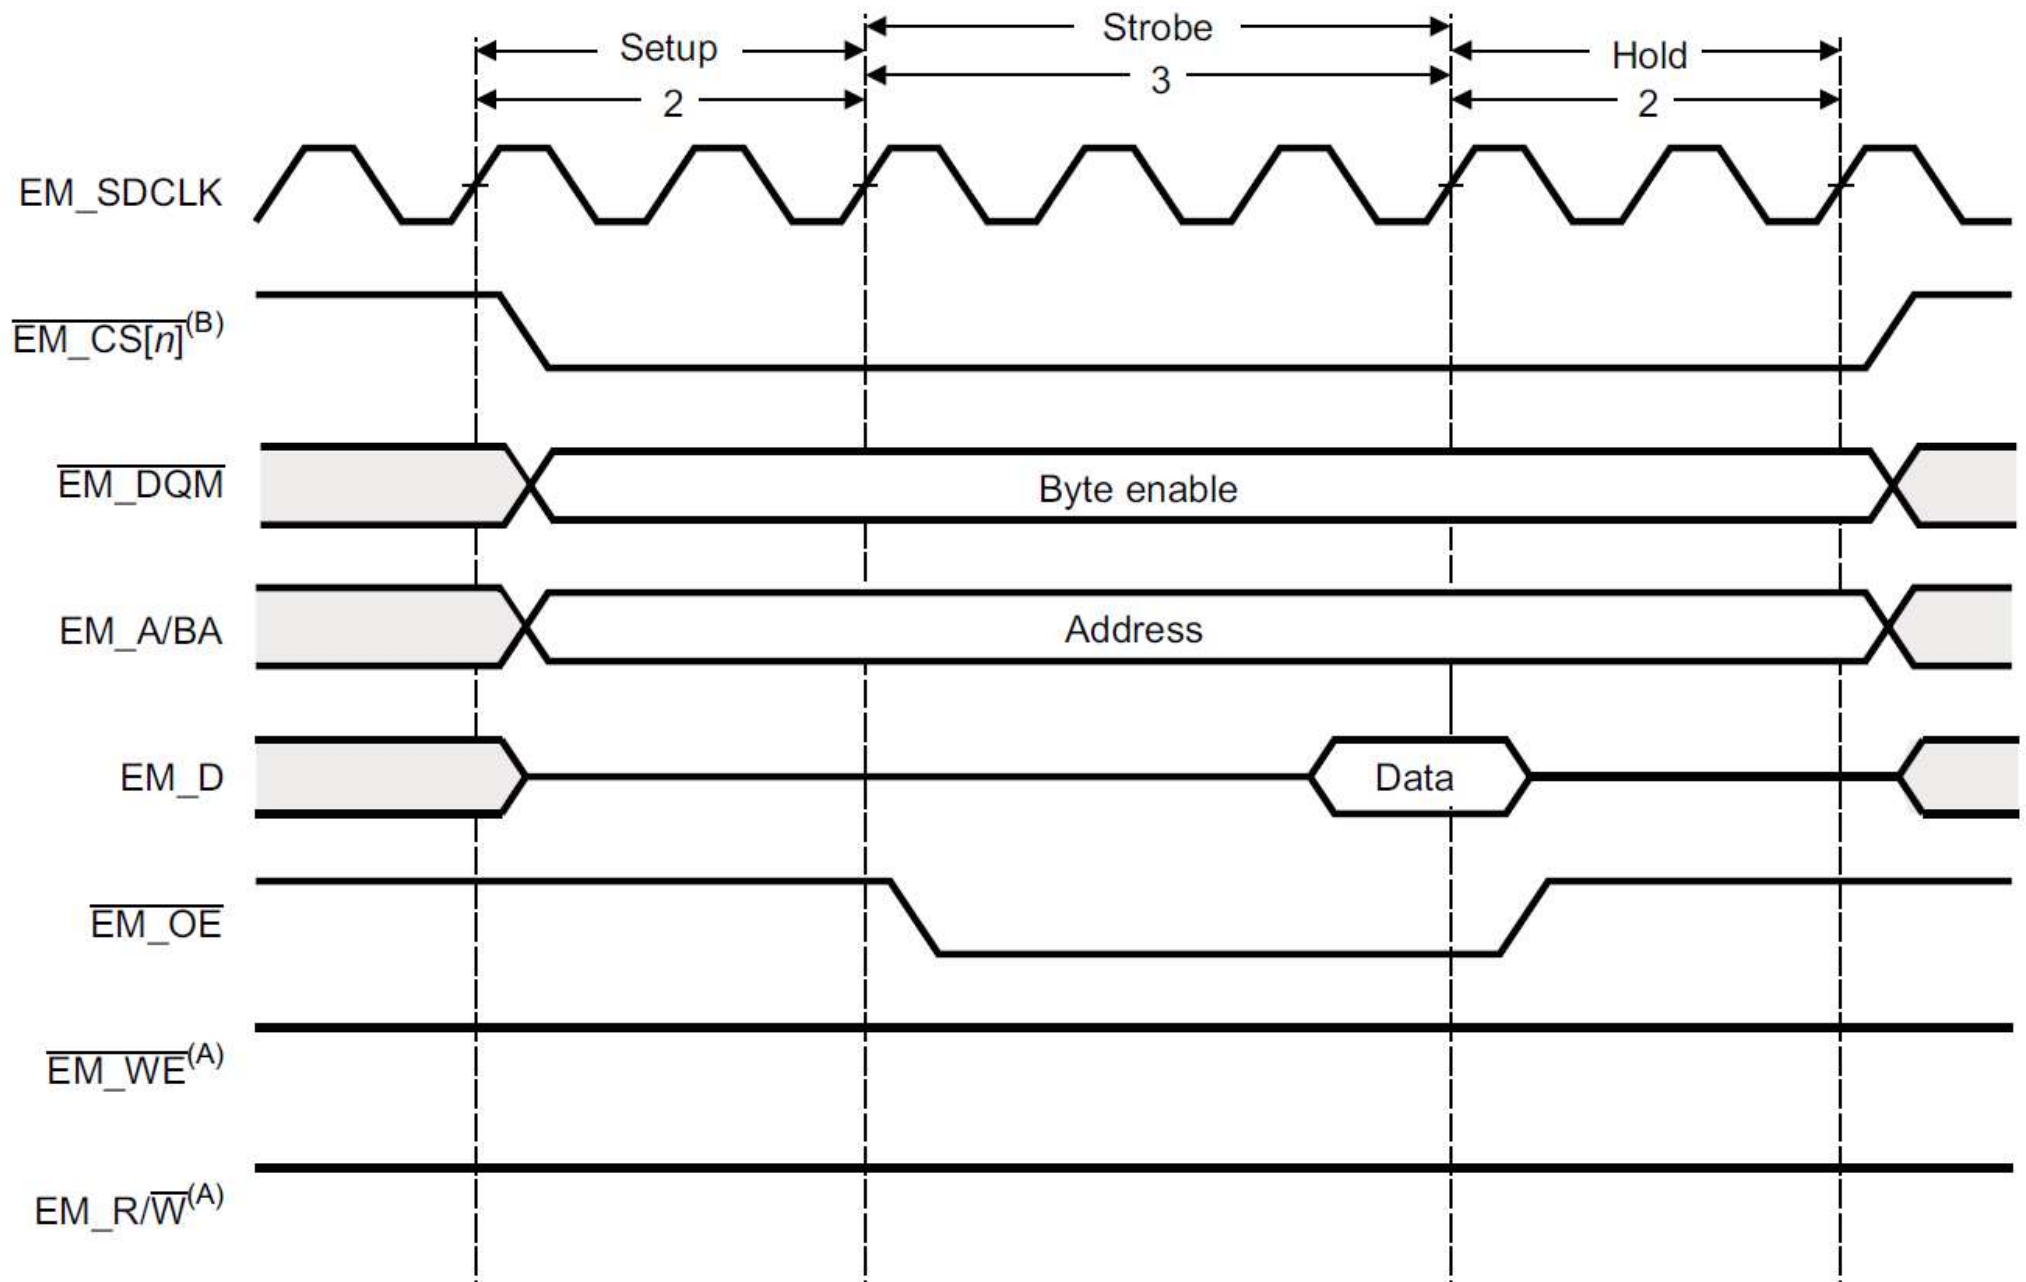 Strobe
Setup
Hold
3
2
2
EM_SDCLK
EM_CS[n](B)
EM_DQM
Byte enable
EM_A/BA
Address
EM_D
Data
EM_OE
EM_WE(A)
EM_R/W(A)